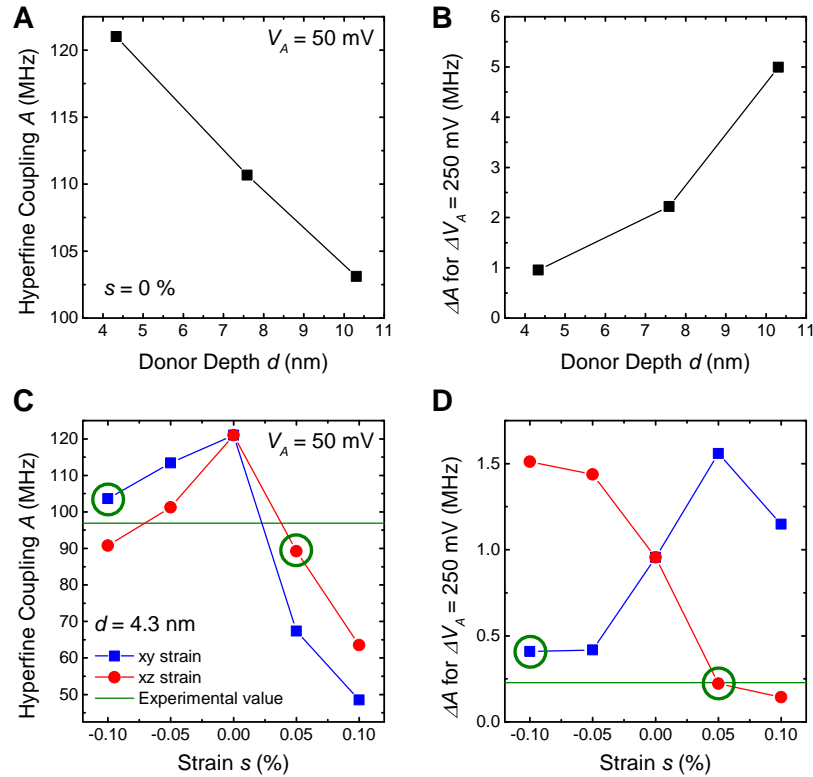 A
V_A = 50 mV
Hyperfine Coupling A (MHz)
120
115
110
105
100
s = 0 %
4 5 6 7 8 9 10 11
Donor Depth d (nm)
B
ΔA for ΔV_A = 250 mV (MHz)
6
5
4
3
2
1
0
4 5 6 7 8 9 10 11
Donor Depth d (nm)
C
V_A = 50 mV
Hyperfine Coupling A (MHz)
120
110
100
90
80
70
60
50
d = 4.3 nm
xy strain
xz strain
Experimental value
-0.10 -0.05 0.00 0.05 0.10
Strain s (%)
D
ΔA for ΔV_A = 250 mV (MHz)
1.5
1.0
0.5
0.0
-0.10 -0.05 0.00 0.05 0.10
Strain s (%)